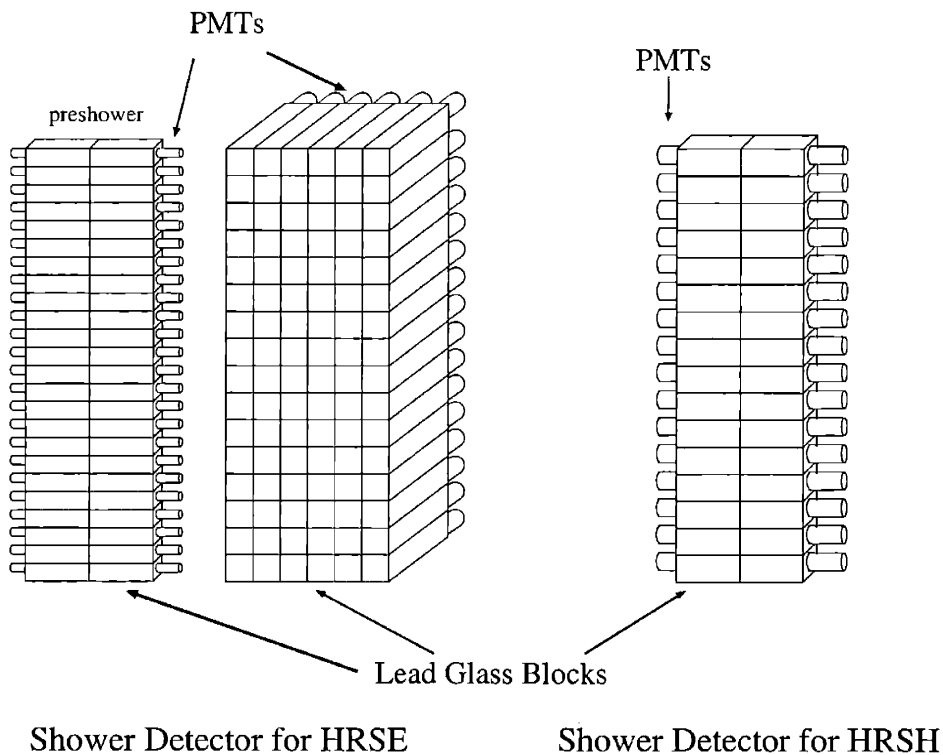 PMTs
PMTs
preshower
Lead Glass Blocks
Shower Detector for HRSE
Shower Detector for HRSH